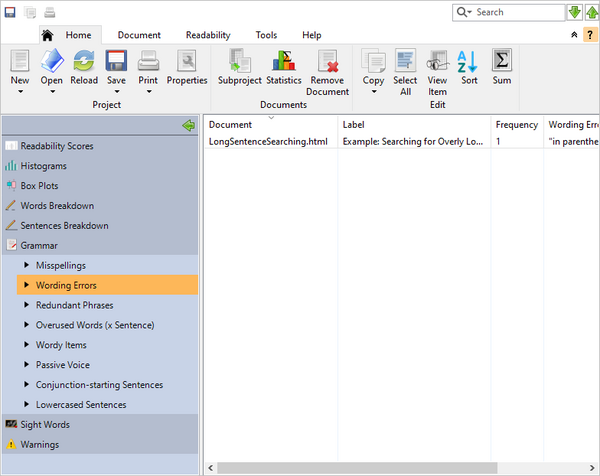 Search
Home Document Readability Tools Help
?
New Open Reload Save Print Properties Subproject Statistics Remove Document Copy Select All View Item Sort Sum
Project Documents Edit
Document Label Frequency Wording Erro
LongSentenceSearching.html Example: Searching for Overly Lo... 1 "in parenthe
Readability Scores
Histograms
Box Plots
Words Breakdown
Sentences Breakdown
Grammar
Misspellings
Wording Errors
Redundant Phrases
Overused Words (x Sentence)
Wordy Items
Passive Voice
Conjunction-starting Sentences
Lowercased Sentences
Sight Words
Warnings